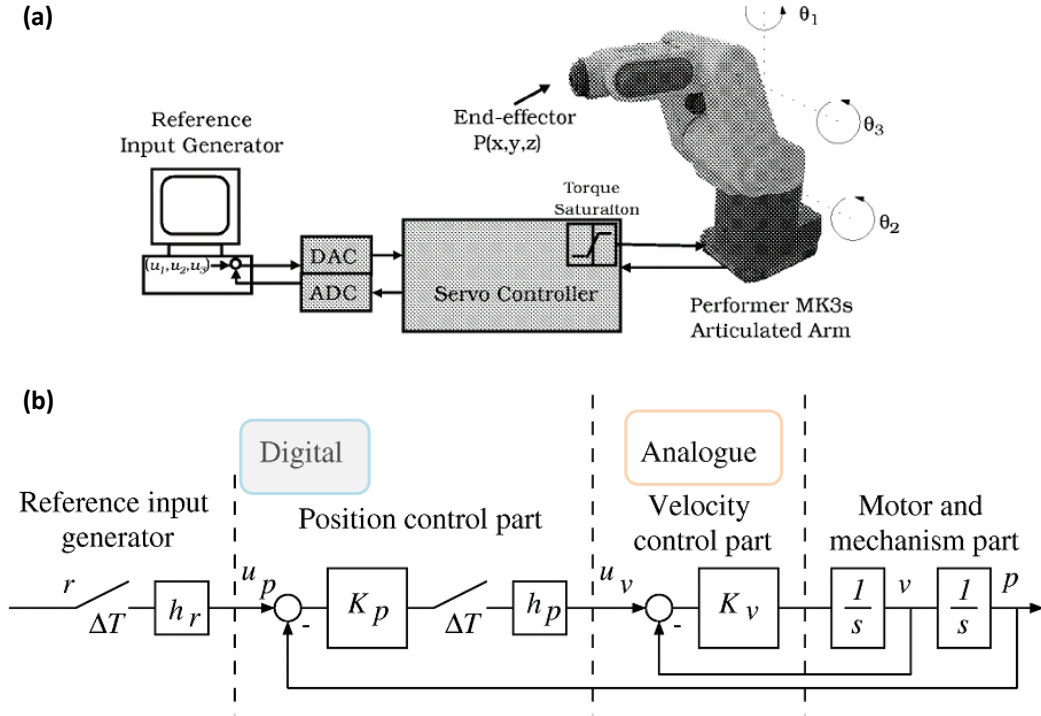 (a)
θ1
End-effector
P(x,y,z)
θ3
Reference
Input Generator
Torque
Saturaiton
θ2
(u1,u2,u3)
DAC
ADC
Servo Controller
Performer MK3s
Articulated Arm
(b)
Digital
Analogue
Reference input
generator
Position control part
Velocity
control part
Motor and
mechanism part
r
ΔT
hr
up
-
Kp
ΔT
hp
uv
-
Kv
1
s
v
1
s
p